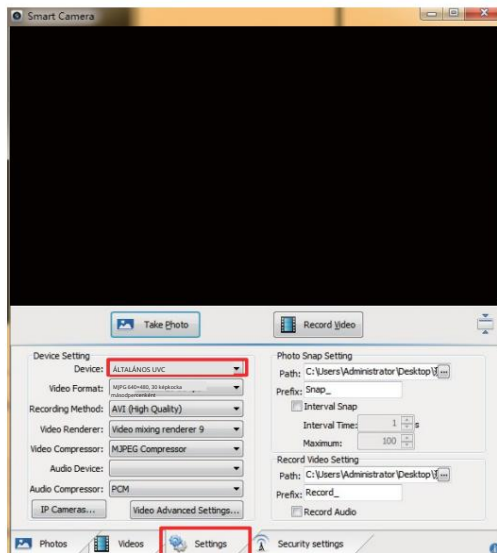 Smart Camera
Take Photo
Record Video
Device Setting
Device: ÁLTALÁNOS UVC
Video Format: MJPG 640×480, 30 képkocka
másodpercenként
Recording Method: AVI (High Quality)
Video Renderer: Video mixing renderer 9
Video Compressor: MJPEG Compressor
Audio Device:
Audio Compressor: PCM
IP Cameras...
Video Advanced Settings...
Photo Snap Setting
Path: C:\Users\Administrator\Desktop\
...
Prefix: Snap_
Interval Snap
Interval Time: 1 s
Maximum: 100
Record Video Setting
Path: C:\Users\Administrator\Desktop\
...
Prefix: Record_
Record Audio
Photos
Videos
Settings
Security settings